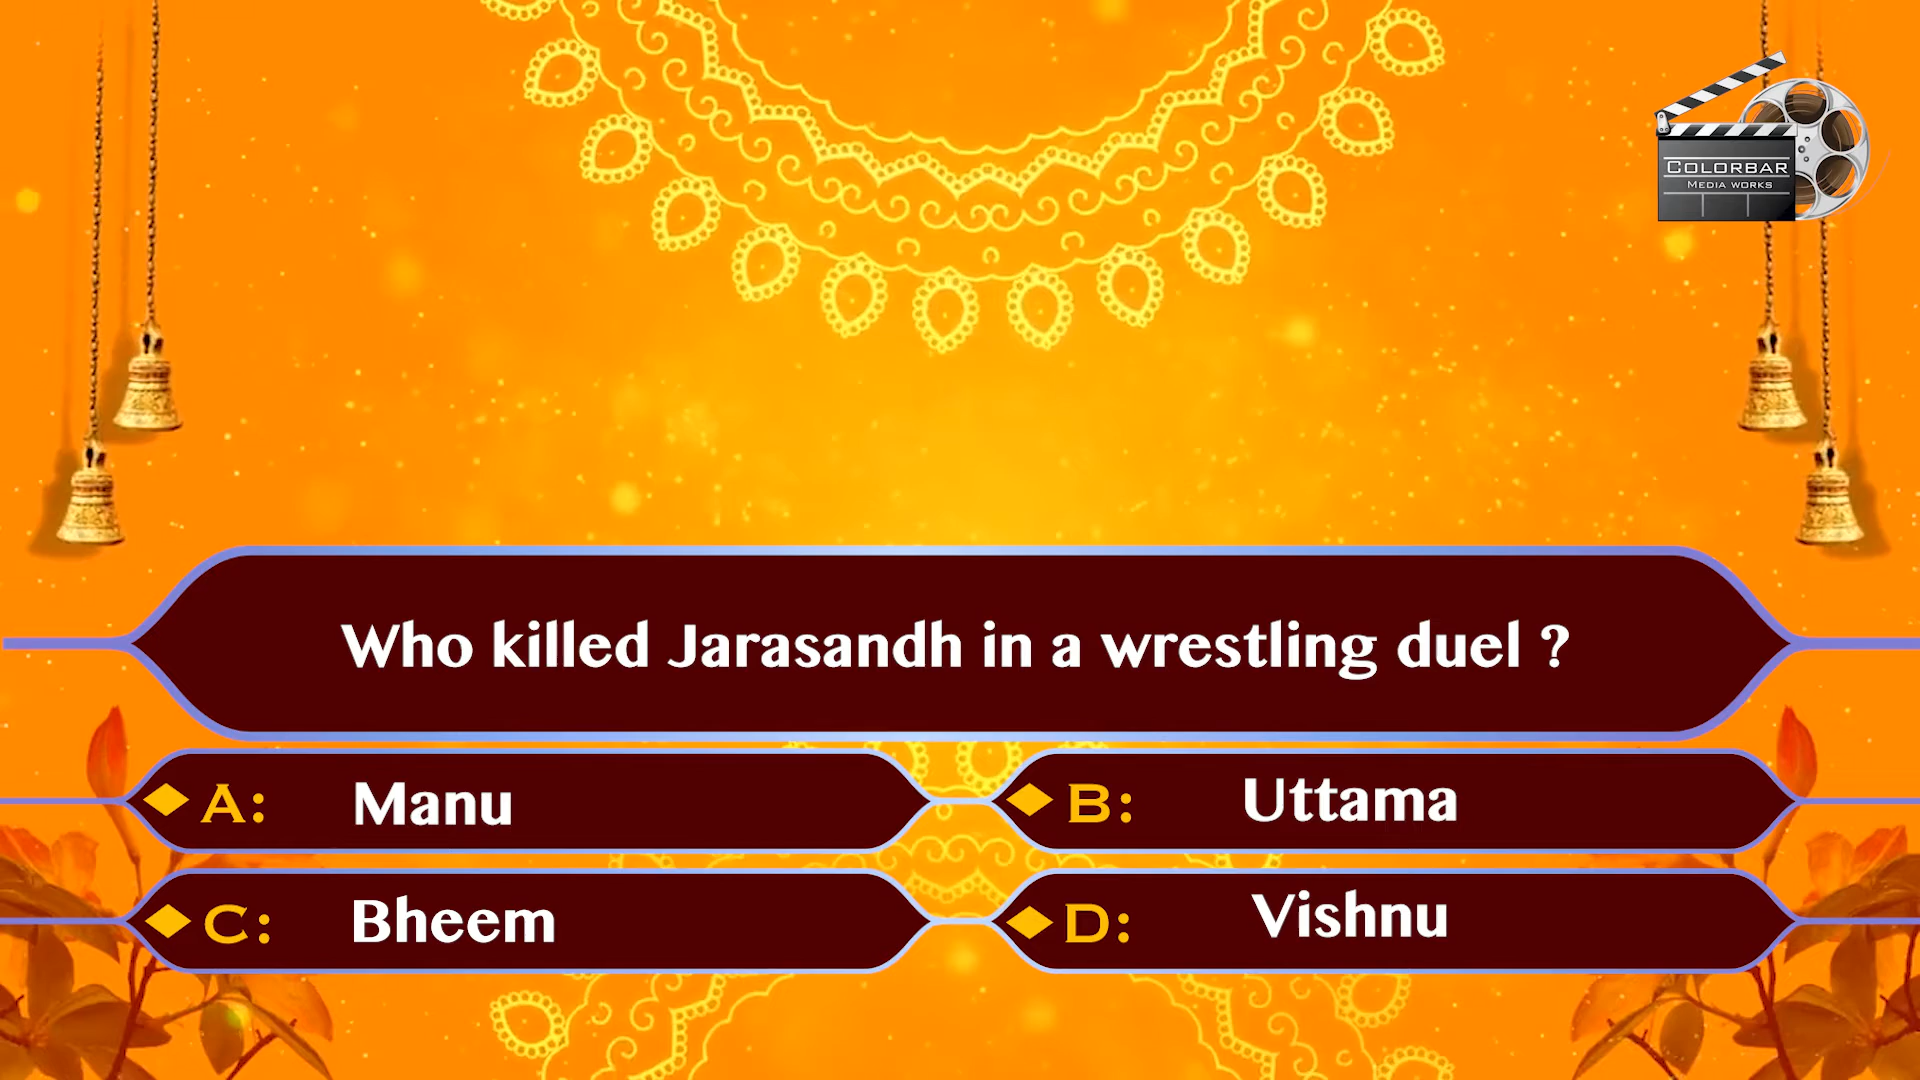 COLORBAR
MEDIA WORKS
Who killed Jarasandh in a wrestling duel ?
A: Manu
B: Uttama
C: Bheem
D: Vishnu